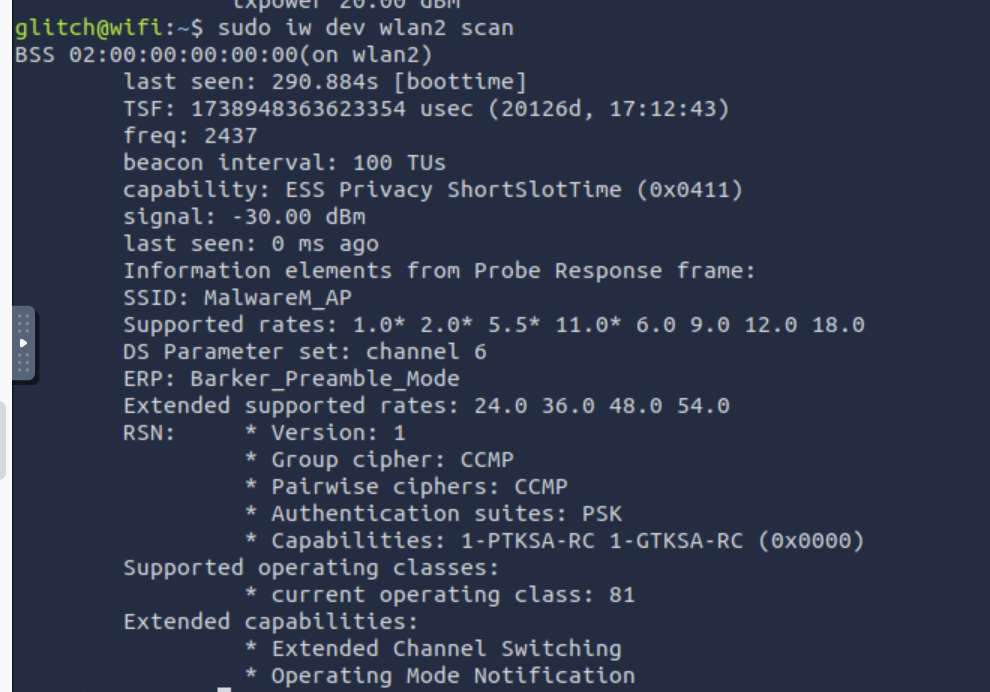 txpower 20.00 dBm
glitch@wifi:~$ sudo iw dev wlan2 scan
BSS 02:00:00:00:00:00(on wlan2)
last seen: 290.884s [boottime]
TSF: 1738948363623354 usec (20126d, 17:12:43)
freq: 2437
beacon interval: 100 TUs
capability: ESS Privacy ShortSlotTime (0x0411)
signal: -30.00 dBm
last seen: 0 ms ago
Information elements from Probe Response frame:
SSID: MalwareM_AP
Supported rates: 1.0* 2.0* 5.5* 11.0* 6.0 9.0 12.0 18.0
DS Parameter set: channel 6
ERP: Barker_Preamble_Mode
Extended supported rates: 24.0 36.0 48.0 54.0
RSN: * Version: 1
* Group cipher: CCMP
* Pairwise ciphers: CCMP
* Authentication suites: PSK
* Capabilities: 1-PTKSA-RC 1-GTKSA-RC (0x0000)
Supported operating classes:
* current operating class: 81
Extended capabilities:
* Extended Channel Switching
* Operating Mode Notification